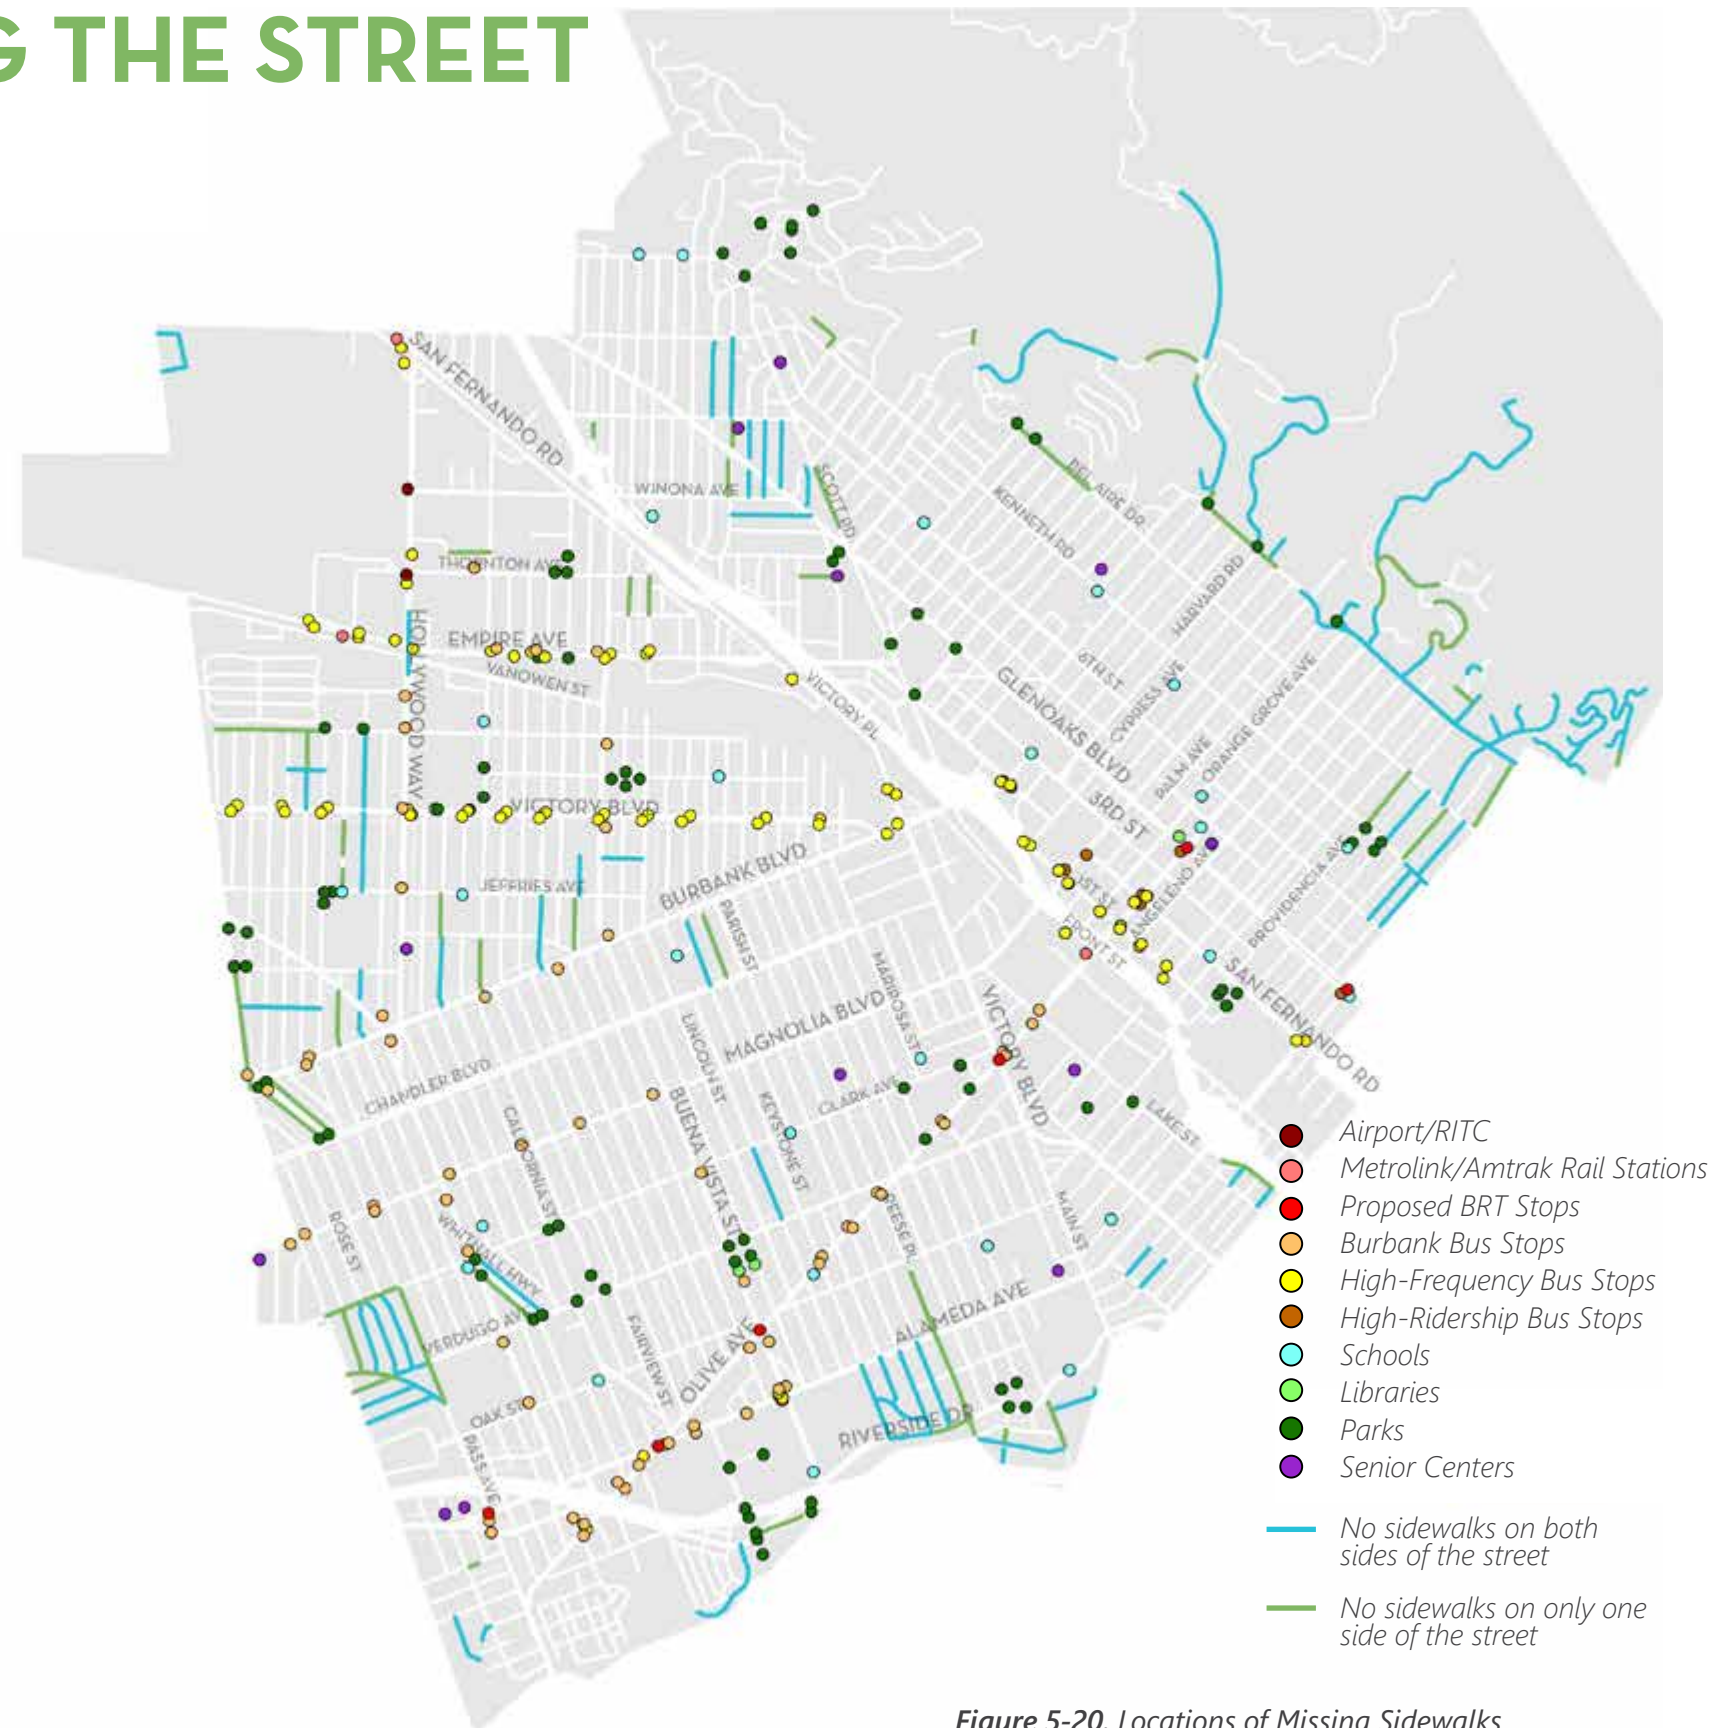 G THE STREET
SAN FERNANDO RD
WINONA AVE
SCOTT RD
BEL AIRE DR
KENNETH RD
THORNTON AVE
HARVARD RD
HOLLYWOOD WAY
EMPIRE AVE
VANOWEN ST
6TH ST
CYPRESS AVE
VICTORY PL
GLENOAKS BLVD
ORANGE GROVE AVE
PALM AVE
3RD ST
VICTORY BLVD
BURBANK BLVD
JEFFRIES AVE
1ST ST
ANGELENO AVE
PROVIDENCIA AVE
PARISH ST
FRONT ST
MARIPOSA ST
SAN FERNANDO RD
MAGNOLIA BLVD
VICTORY BLVD
LINCOLN ST
CHANDLER BLVD
CLARK AVE
KEYSTONE ST
BUENA VISTA ST
CALIFORNIA ST
LAKE ST
ROSE ST
WHITNALL HWY
REESE PL
MAIN ST
VERDUGO AVE
FAIRVIEW ST
OLIVE AVE
ALAMEDA AVE
OAK ST
RIVERSIDE DR
PASS AVE
Airport/RITC
Metrolink/Amtrak Rail Stations
Proposed BRT Stops
Burbank Bus Stops
High-Frequency Bus Stops
High-Ridership Bus Stops
Schools
Libraries
Parks
Senior Centers
No sidewalks on both
sides of the street
No sidewalks on only one
side of the street
Figure 5-20. Locations of Missing Sidewalks